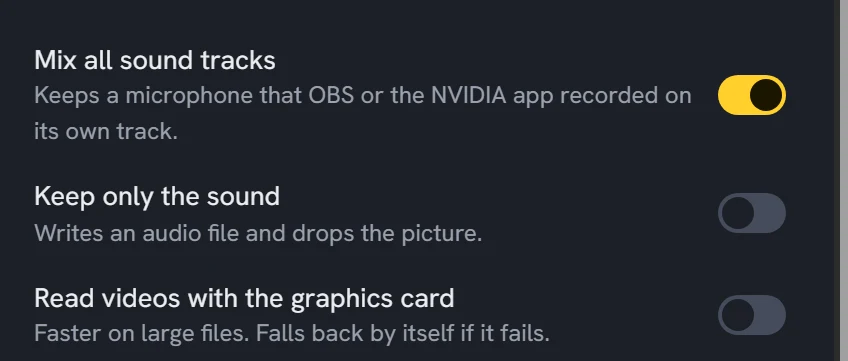 Mix all sound tracks
Keeps a microphone that OBS or the NVIDIA app recorded on
its own track.
Keep only the sound
Writes an audio file and drops the picture.
Read videos with the graphics card
Faster on large files. Falls back by itself if it fails.